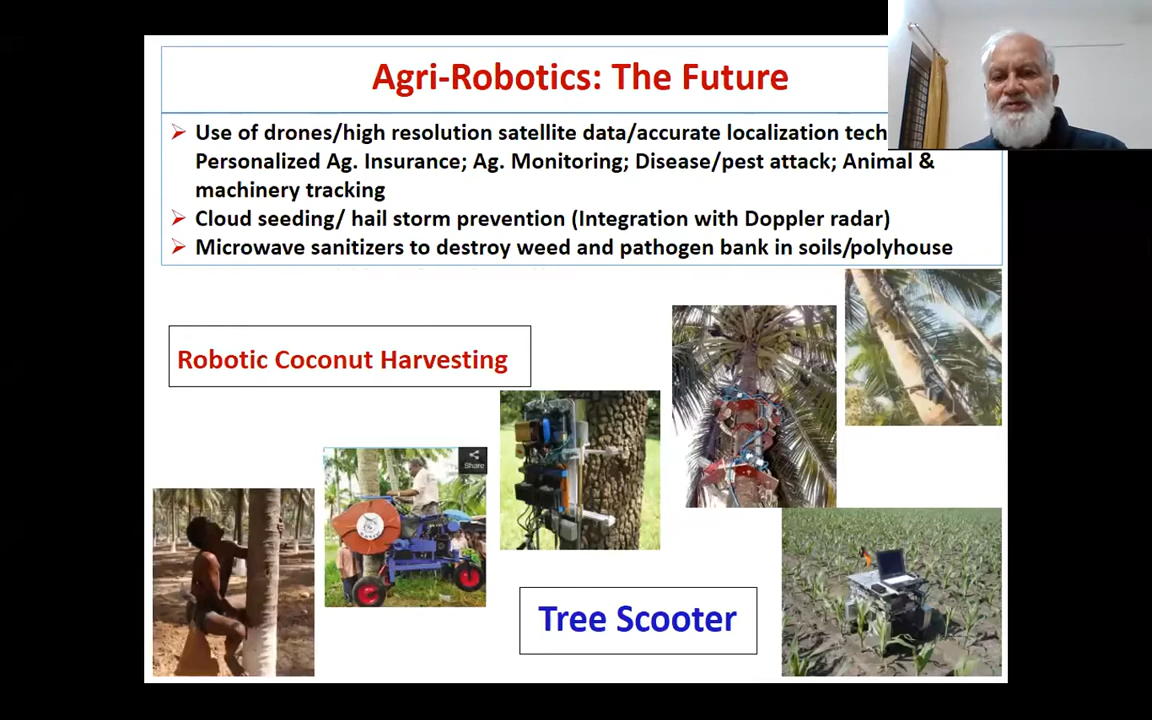 Agri-Robotics: The Future
Use of drones/high resolution satellite data/accurate localization tech
Personalized Ag. Insurance; Ag. Monitoring; Disease/pest attack; Animal &
machinery tracking
Cloud seeding/ hail storm prevention (Integration with Doppler radar)
Microwave sanitizers to destroy weed and pathogen bank in soils/polyhouse
Robotic Coconut Harvesting
Share
Tree Scooter